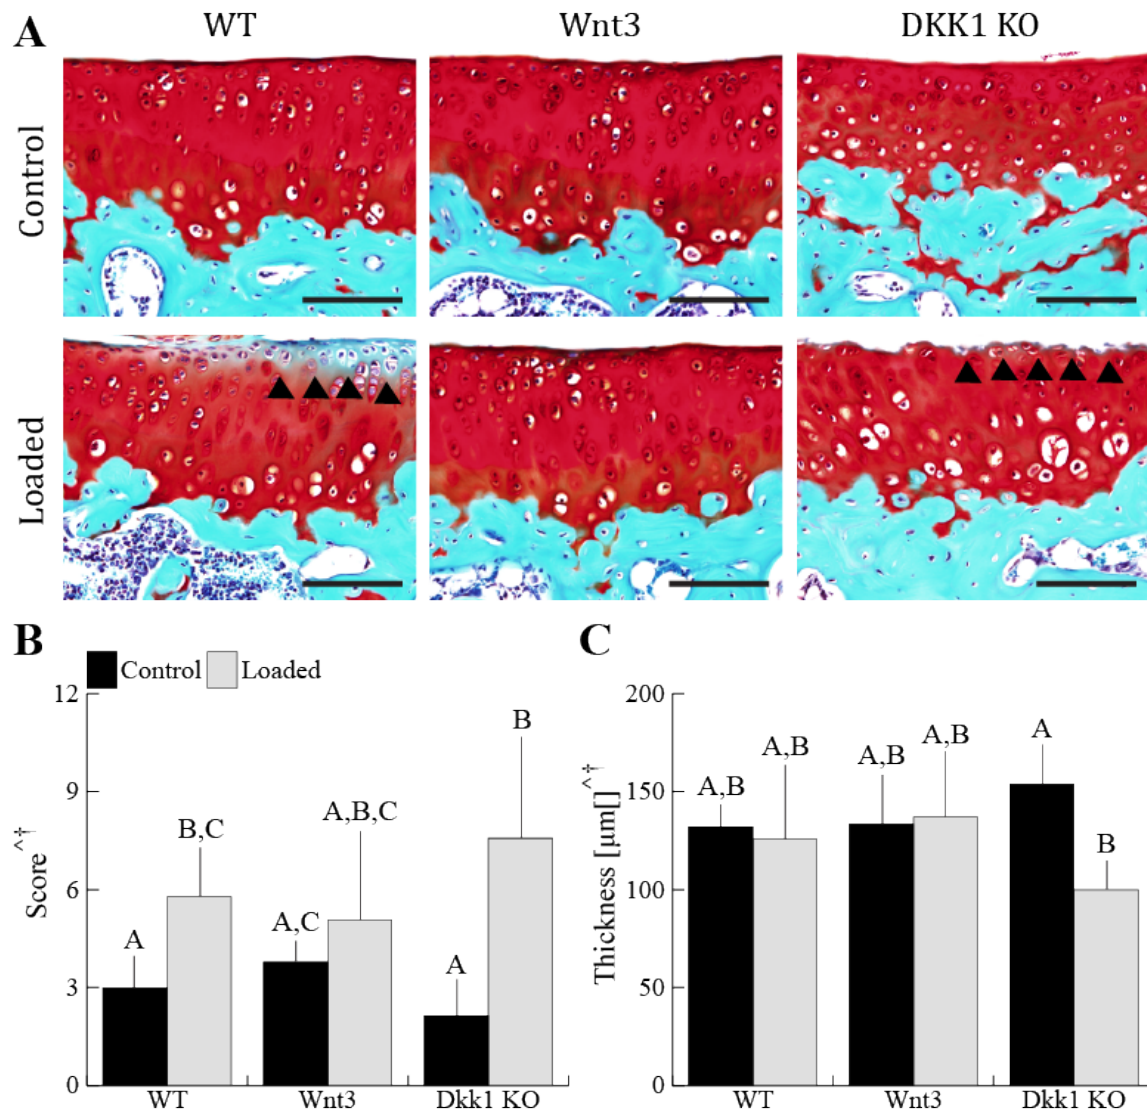 A
WT
Wnt3
DKK1 KO
Control
Loaded
B
Control
Loaded
Score^†
12
9
6
3
0
A
B,C
A,C
A,B,C
A
B
WT
Wnt3
Dkk1 KO
C
Thickness [µm[]^†
200
150
100
50
0
A,B
A,B
A,B
A,B
A
B
WT
Wnt3
Dkk1 KO